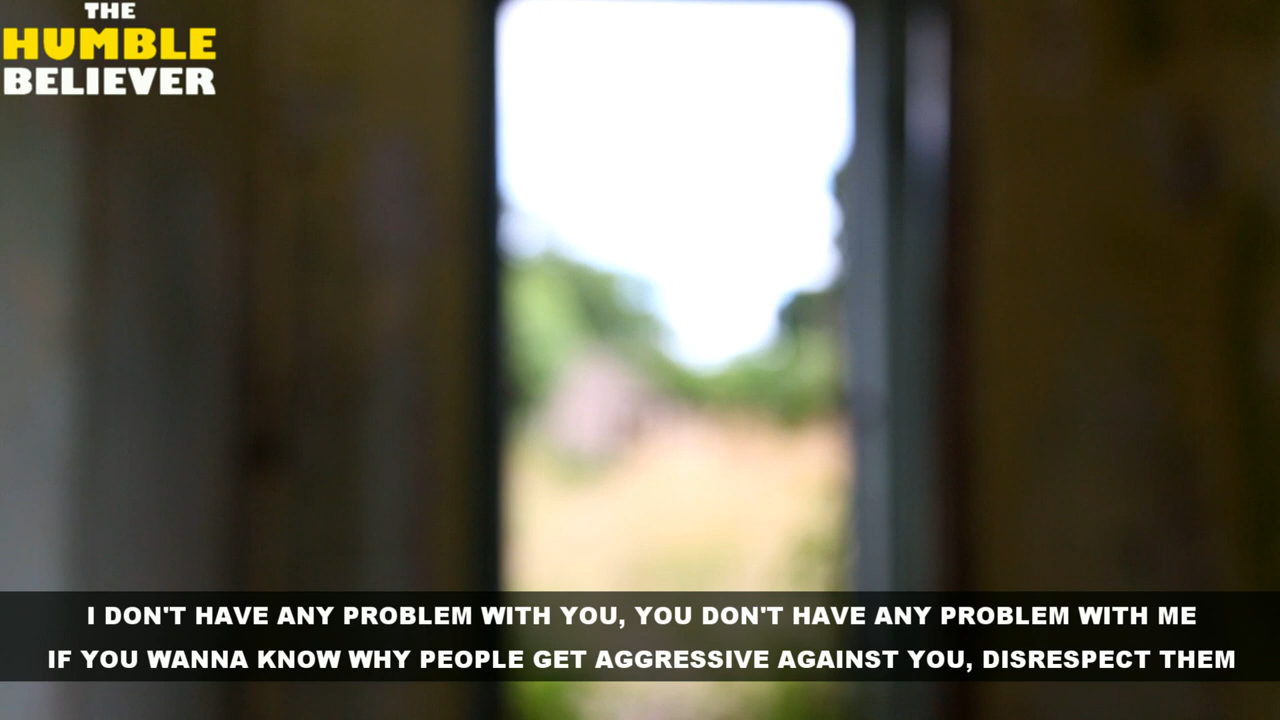 THE
HUMBLE
BELIEVER
I DON'T HAVE ANY PROBLEM WITH YOU, YOU DON'T HAVE ANY PROBLEM WITH ME
IF YOU WANNA KNOW WHY PEOPLE GET AGGRESSIVE AGAINST YOU, DISRESPECT THEM